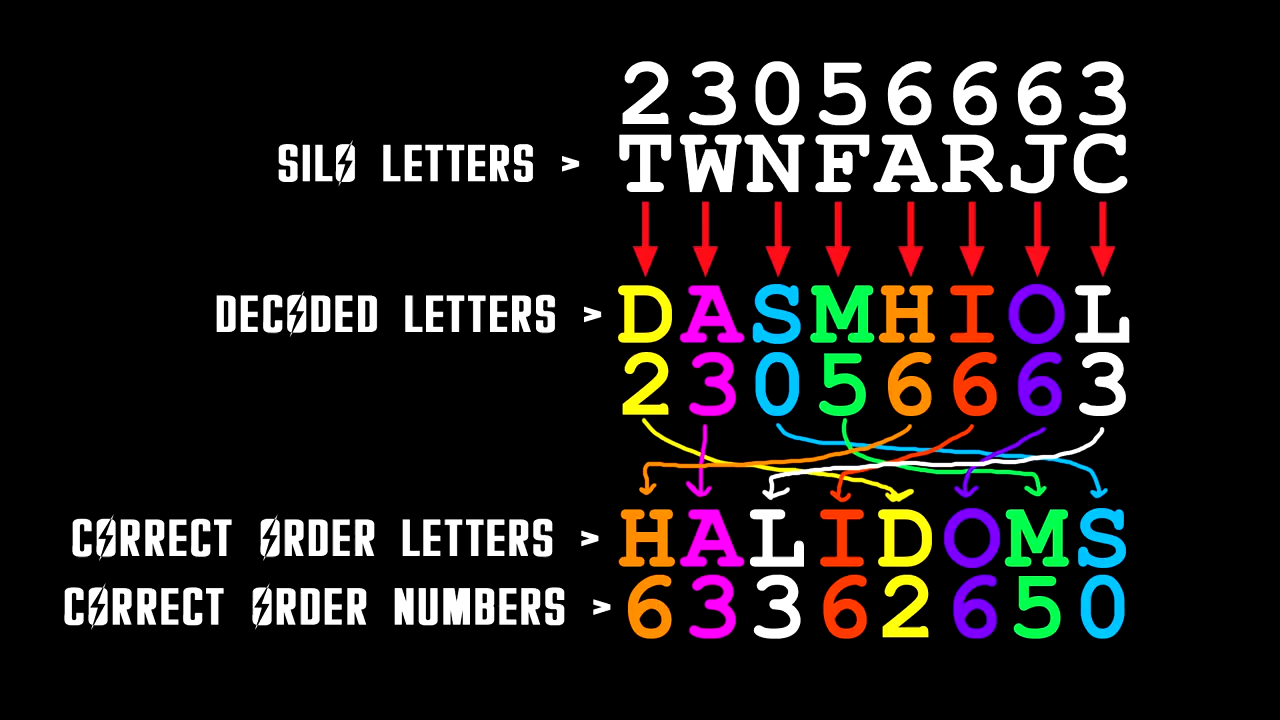 23056663
SILO LETTERS > TWNFARJC
DECODED LETTERS > DASMHIOL
23056663
CORRECT ORDER LETTERS > HALIDOMS
CORRECT ORDER NUMBERS > 63362650